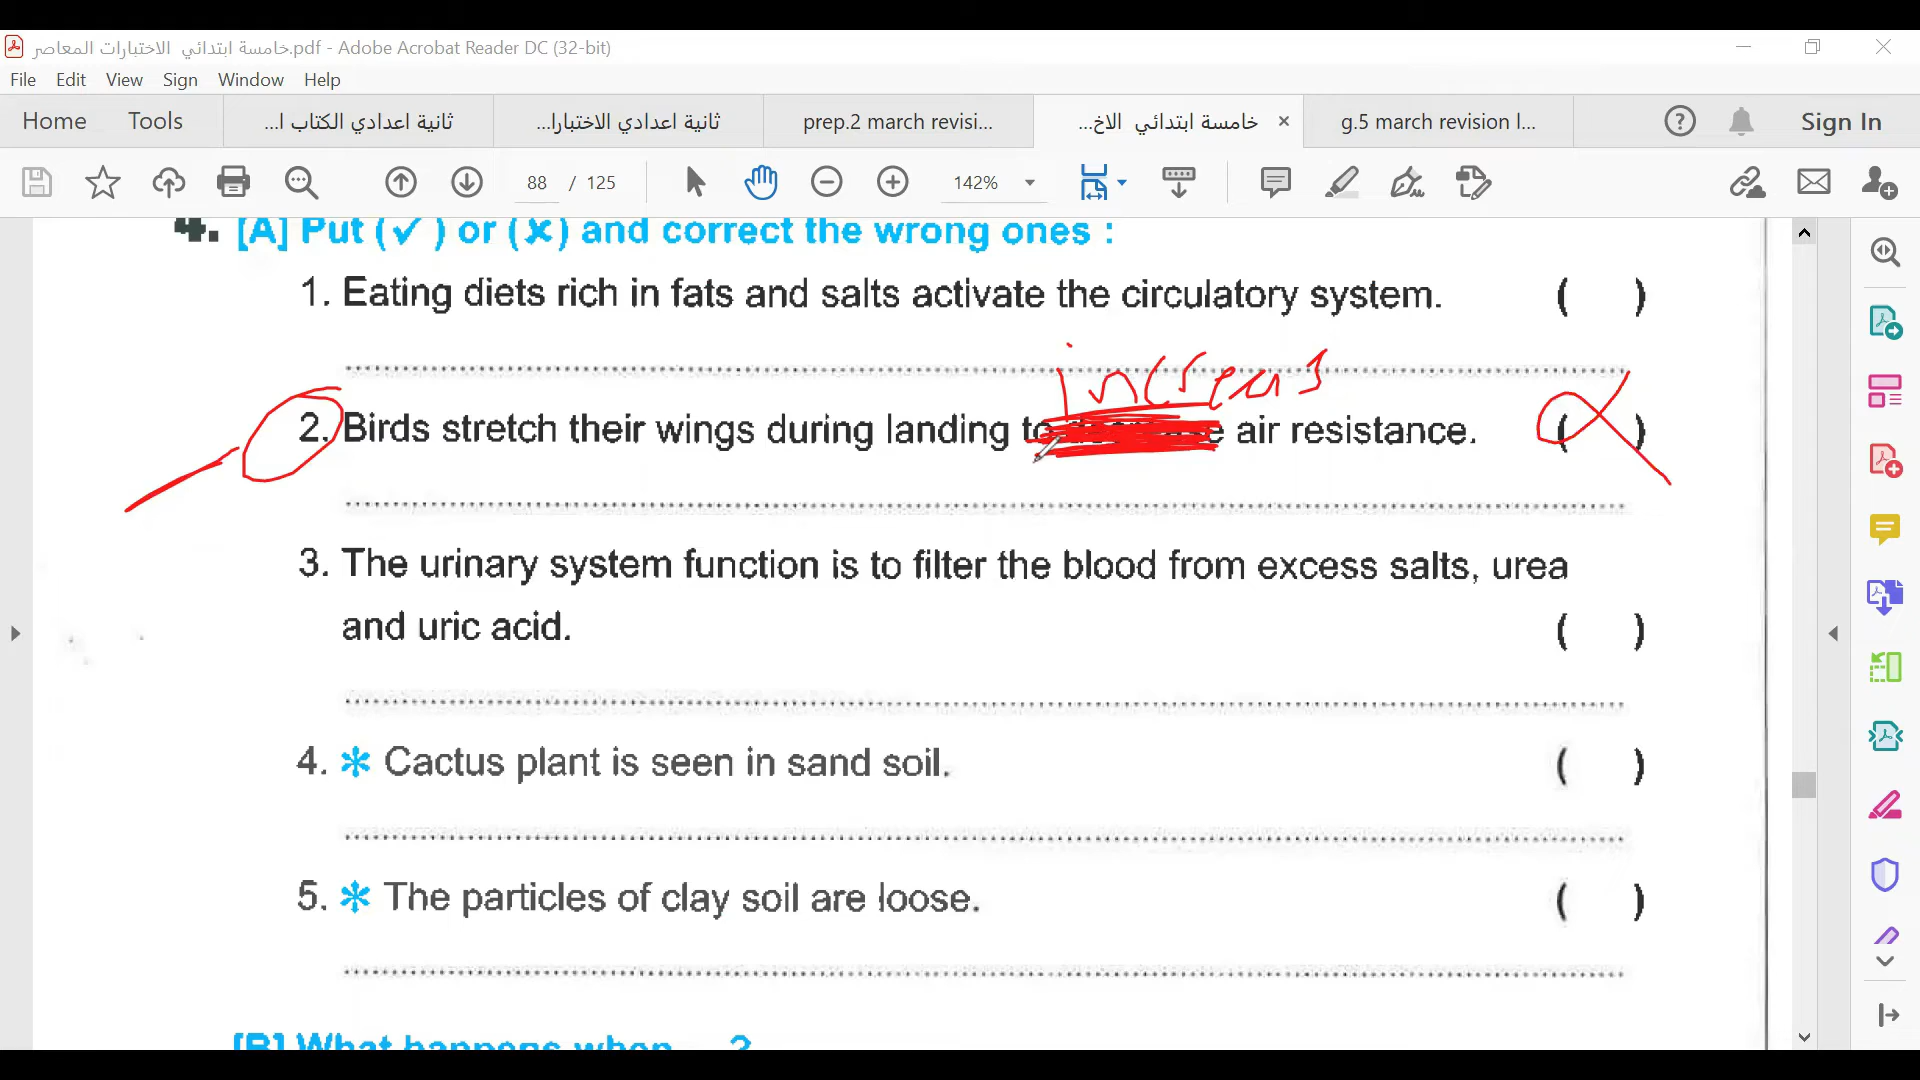 خامسة ابتدائي الاختبارات المعاصر.pdf - Adobe Acrobat Reader DC (32-bit)
File Edit View Sign Window Help
Home Tools ثانية اعدادي الكتاب ا... ثانية اعدادي الاختبارا... prep.2 march revisi... خامسة ابتدائي الاخ... × g.5 march revision l... Sign In
88 / 125 142%
4. [A] Put (✓) or (✗) and correct the wrong ones :
1. Eating diets rich in fats and salts activate the circulatory system. ( )
2. Birds stretch their wings during landing to air resistance. ( )
3. The urinary system function is to filter the blood from excess salts, urea
and uric acid. ( )
4. * Cactus plant is seen in sand soil. ( )
5. * The particles of clay soil are loose. ( )
[B] What happens when ...?